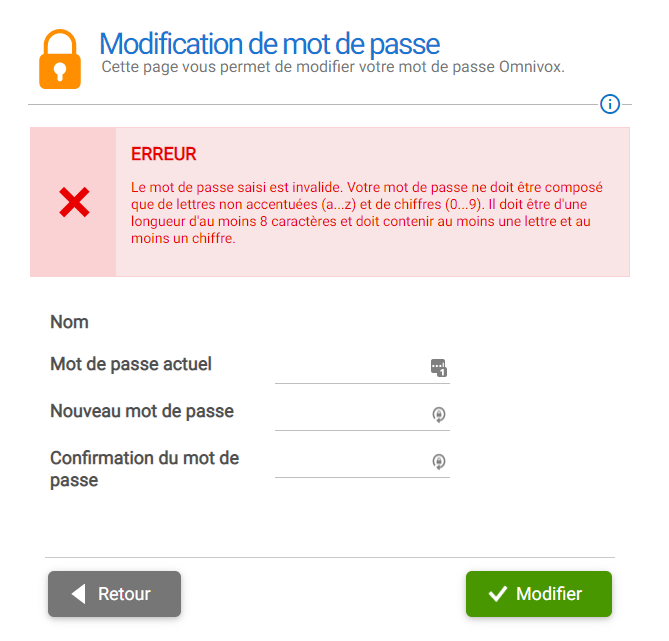 Modification de mot de passe
Cette page vous permet de modifier votre mot de passe Omnivox.
ERREUR
Le mot de passe saisi est invalide. Votre mot de passe ne doit être composé
que de lettres non accentuées (a...z) et de chiffres (0...9). Il doit être d'une
longueur d'au moins 8 caractères et doit contenir au moins une lettre et au
moins un chiffre.
Nom
Mot de passe actuel
1
Nouveau mot de passe
Confirmation du mot de
passe
Retour
Modifier